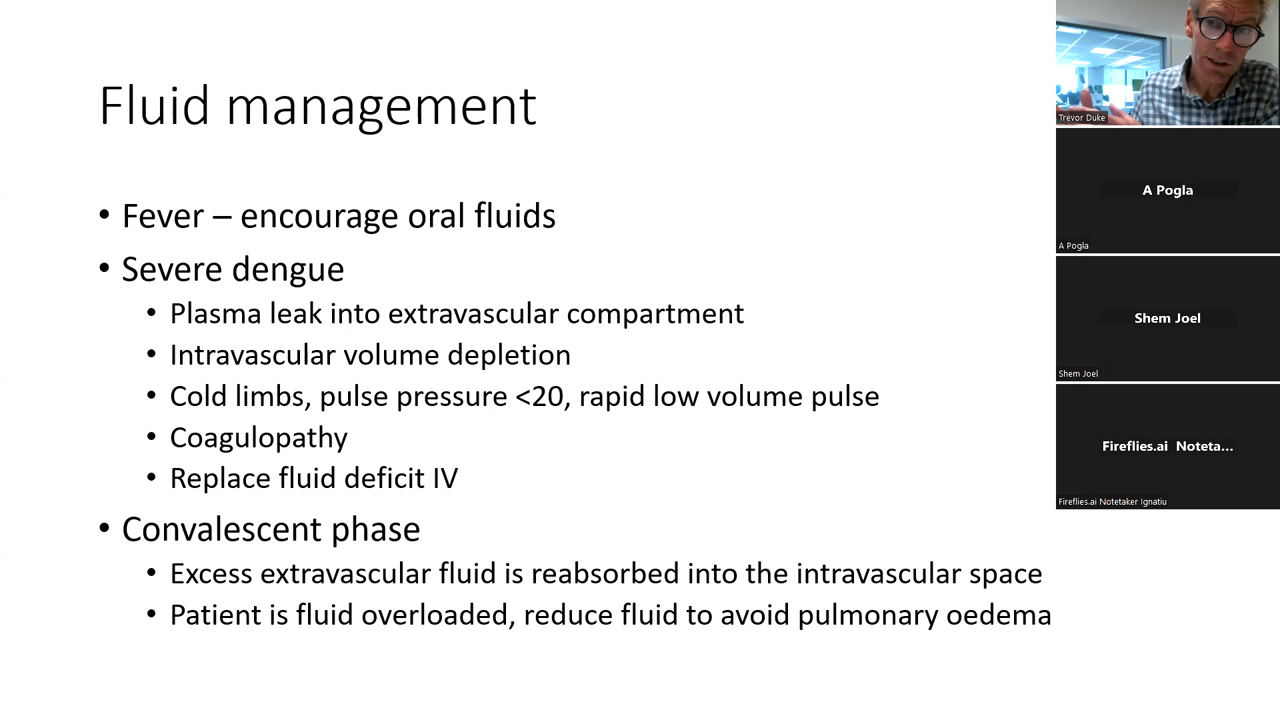 Fluid management
• Fever – encourage oral fluids
• Severe dengue
• Plasma leak into extravascular compartment
• Intravascular volume depletion
• Cold limbs, pulse pressure <20, rapid low volume pulse
• Coagulopathy
• Replace fluid deficit IV
• Convalescent phase
• Excess extravascular fluid is reabsorbed into the intravascular space
• Patient is fluid overloaded, reduce fluid to avoid pulmonary oedema
Trevor Duke
A Pogla
A Pogla
Shem Joel
Shem Joel
Fireflies.ai Noteta...
Fireflies.ai Notetaker Ignatiu